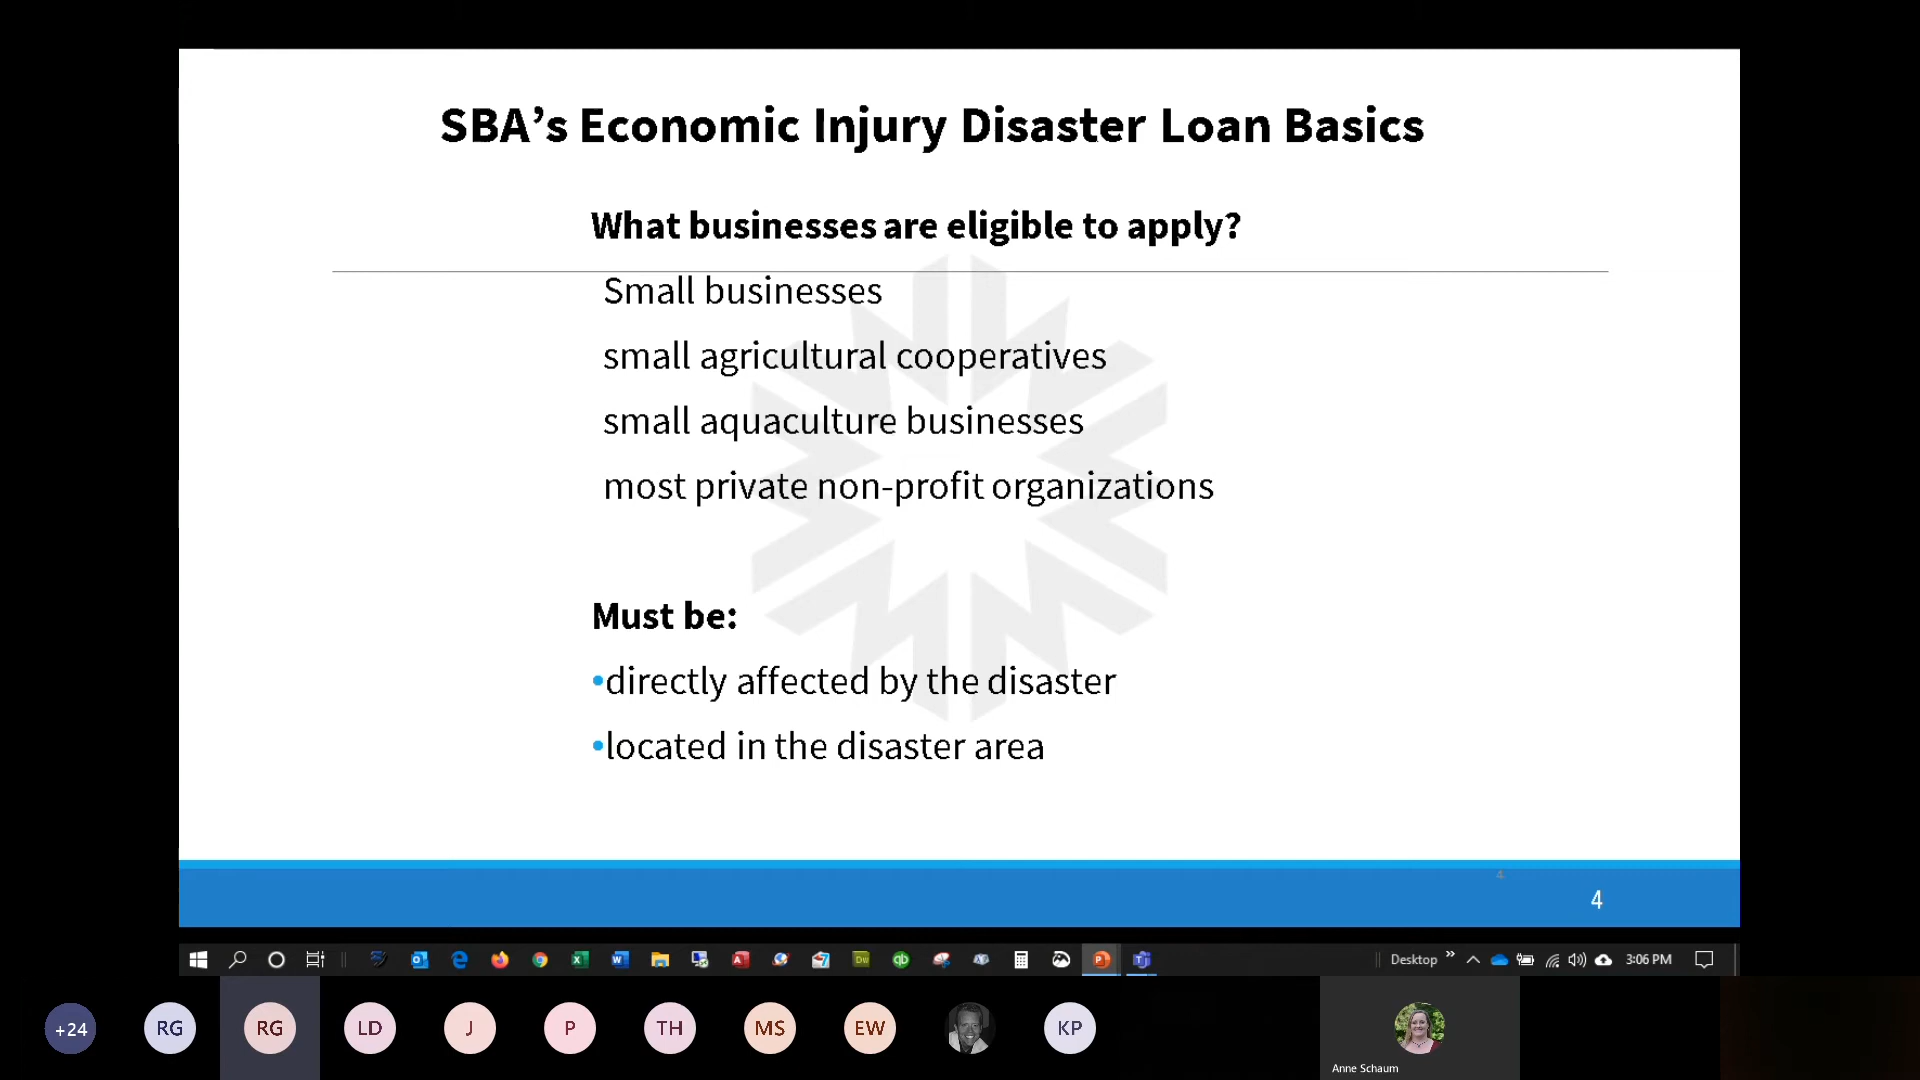 SBA’s Economic Injury Disaster Loan Basics
What businesses are eligible to apply?
Small businesses
small agricultural cooperatives
small aquaculture businesses
most private non-profit organizations
Must be:
•directly affected by the disaster
•located in the disaster area
4
4
Desktop
3:06 PM
+24
RG
RG
LD
J
P
TH
MS
EW
KP
Anne Schaum